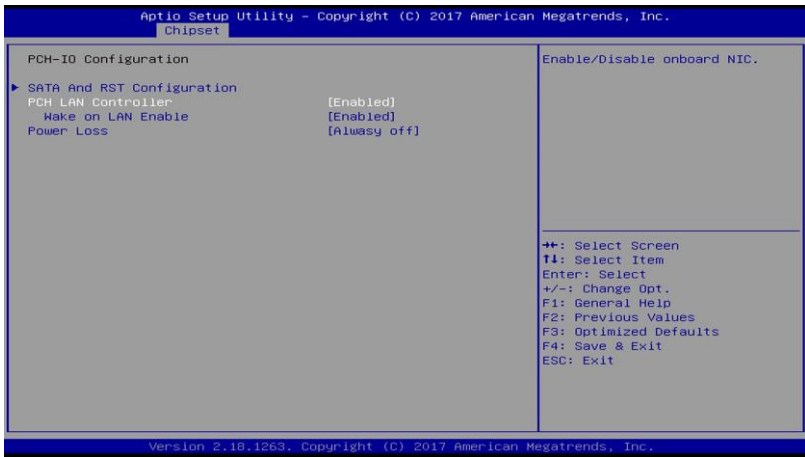 Aptio Setup Utility – Copyright (C) 2017 American Megatrends, Inc.
Chipset
PCH-IO Configuration
▶ SATA And RST Configuration
PCH LAN Controller [Enabled]
Wake on LAN Enable [Enabled]
Power Loss [Alwasy off]
Enable/Disable onboard NIC.
→←: Select Screen
↑↓: Select Item
Enter: Select
+/-: Change Opt.
F1: General Help
F2: Previous Values
F3: Optimized Defaults
F4: Save & Exit
ESC: Exit
Version 2.18.1263. Copyright (C) 2017 American Megatrends, Inc.